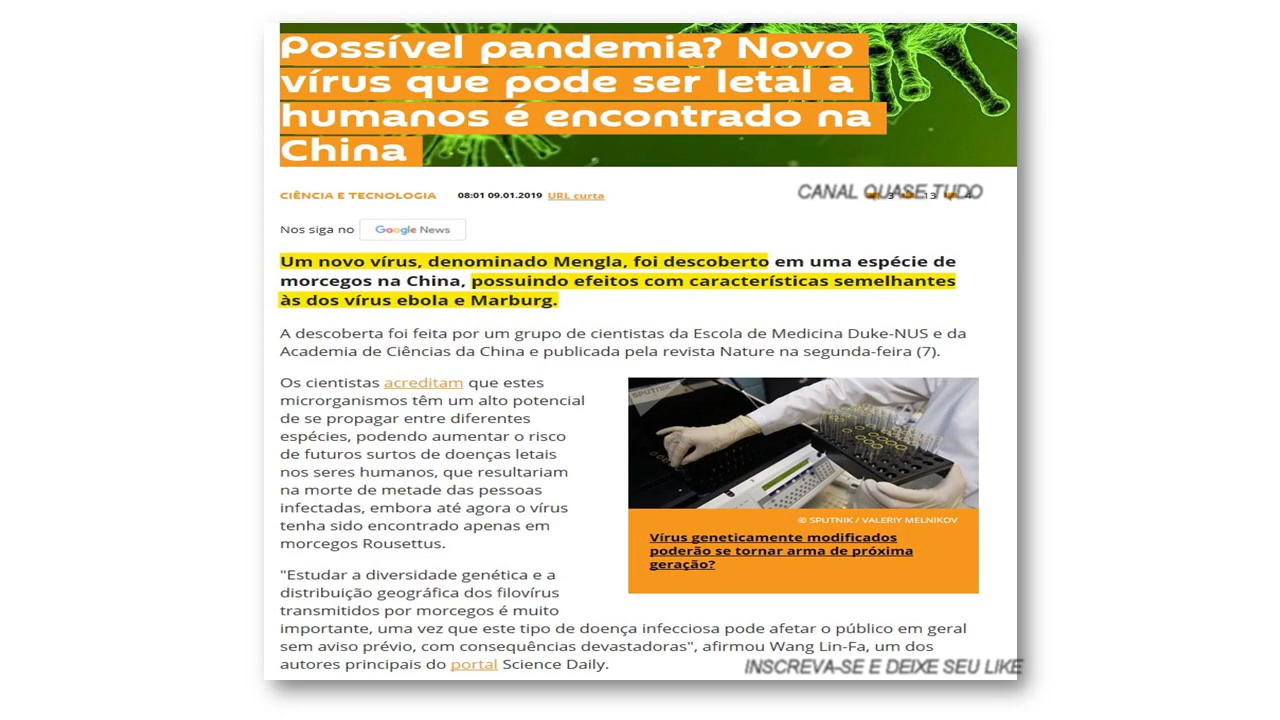 Possível pandemia? Novo
vírus que pode ser letal a
humanos é encontrado na
China
CIÊNCIA E TECNOLOGIA 08:01 09.01.2019 URL curta
CANAL QUASE TUDO
3 13 4
Nos siga no Google News
Um novo vírus, denominado Mengla, foi descoberto em uma espécie de
morcegos na China, possuindo efeitos com características semelhantes
às dos vírus ebola e Marburg.
A descoberta foi feita por um grupo de cientistas da Escola de Medicina Duke-NUS e da
Academia de Ciências da China e publicada pela revista Nature na segunda-feira (7).
Os cientistas acreditam que estes
microrganismos têm um alto potencial
de se propagar entre diferentes
espécies, podendo aumentar o risco
de futuros surtos de doenças letais
nos seres humanos, que resultariam
na morte de metade das pessoas
infectadas, embora até agora o vírus
tenha sido encontrado apenas em
morcegos Rousettus.
SPUTNIK
© SPUTNIK / VALERIY MELNIKOV
Vírus geneticamente modificados
poderão se tornar arma de próxima
geração?
"Estudar a diversidade genética e a
distribuição geográfica dos filovírus
transmitidos por morcegos é muito
importante, uma vez que este tipo de doença infecciosa pode afetar o público em geral
sem aviso prévio, com consequências devastadoras", afirmou Wang Lin-Fa, um dos
autores principais do portal Science Daily.
INSCREVA-SE E DEIXE SEU LIKE